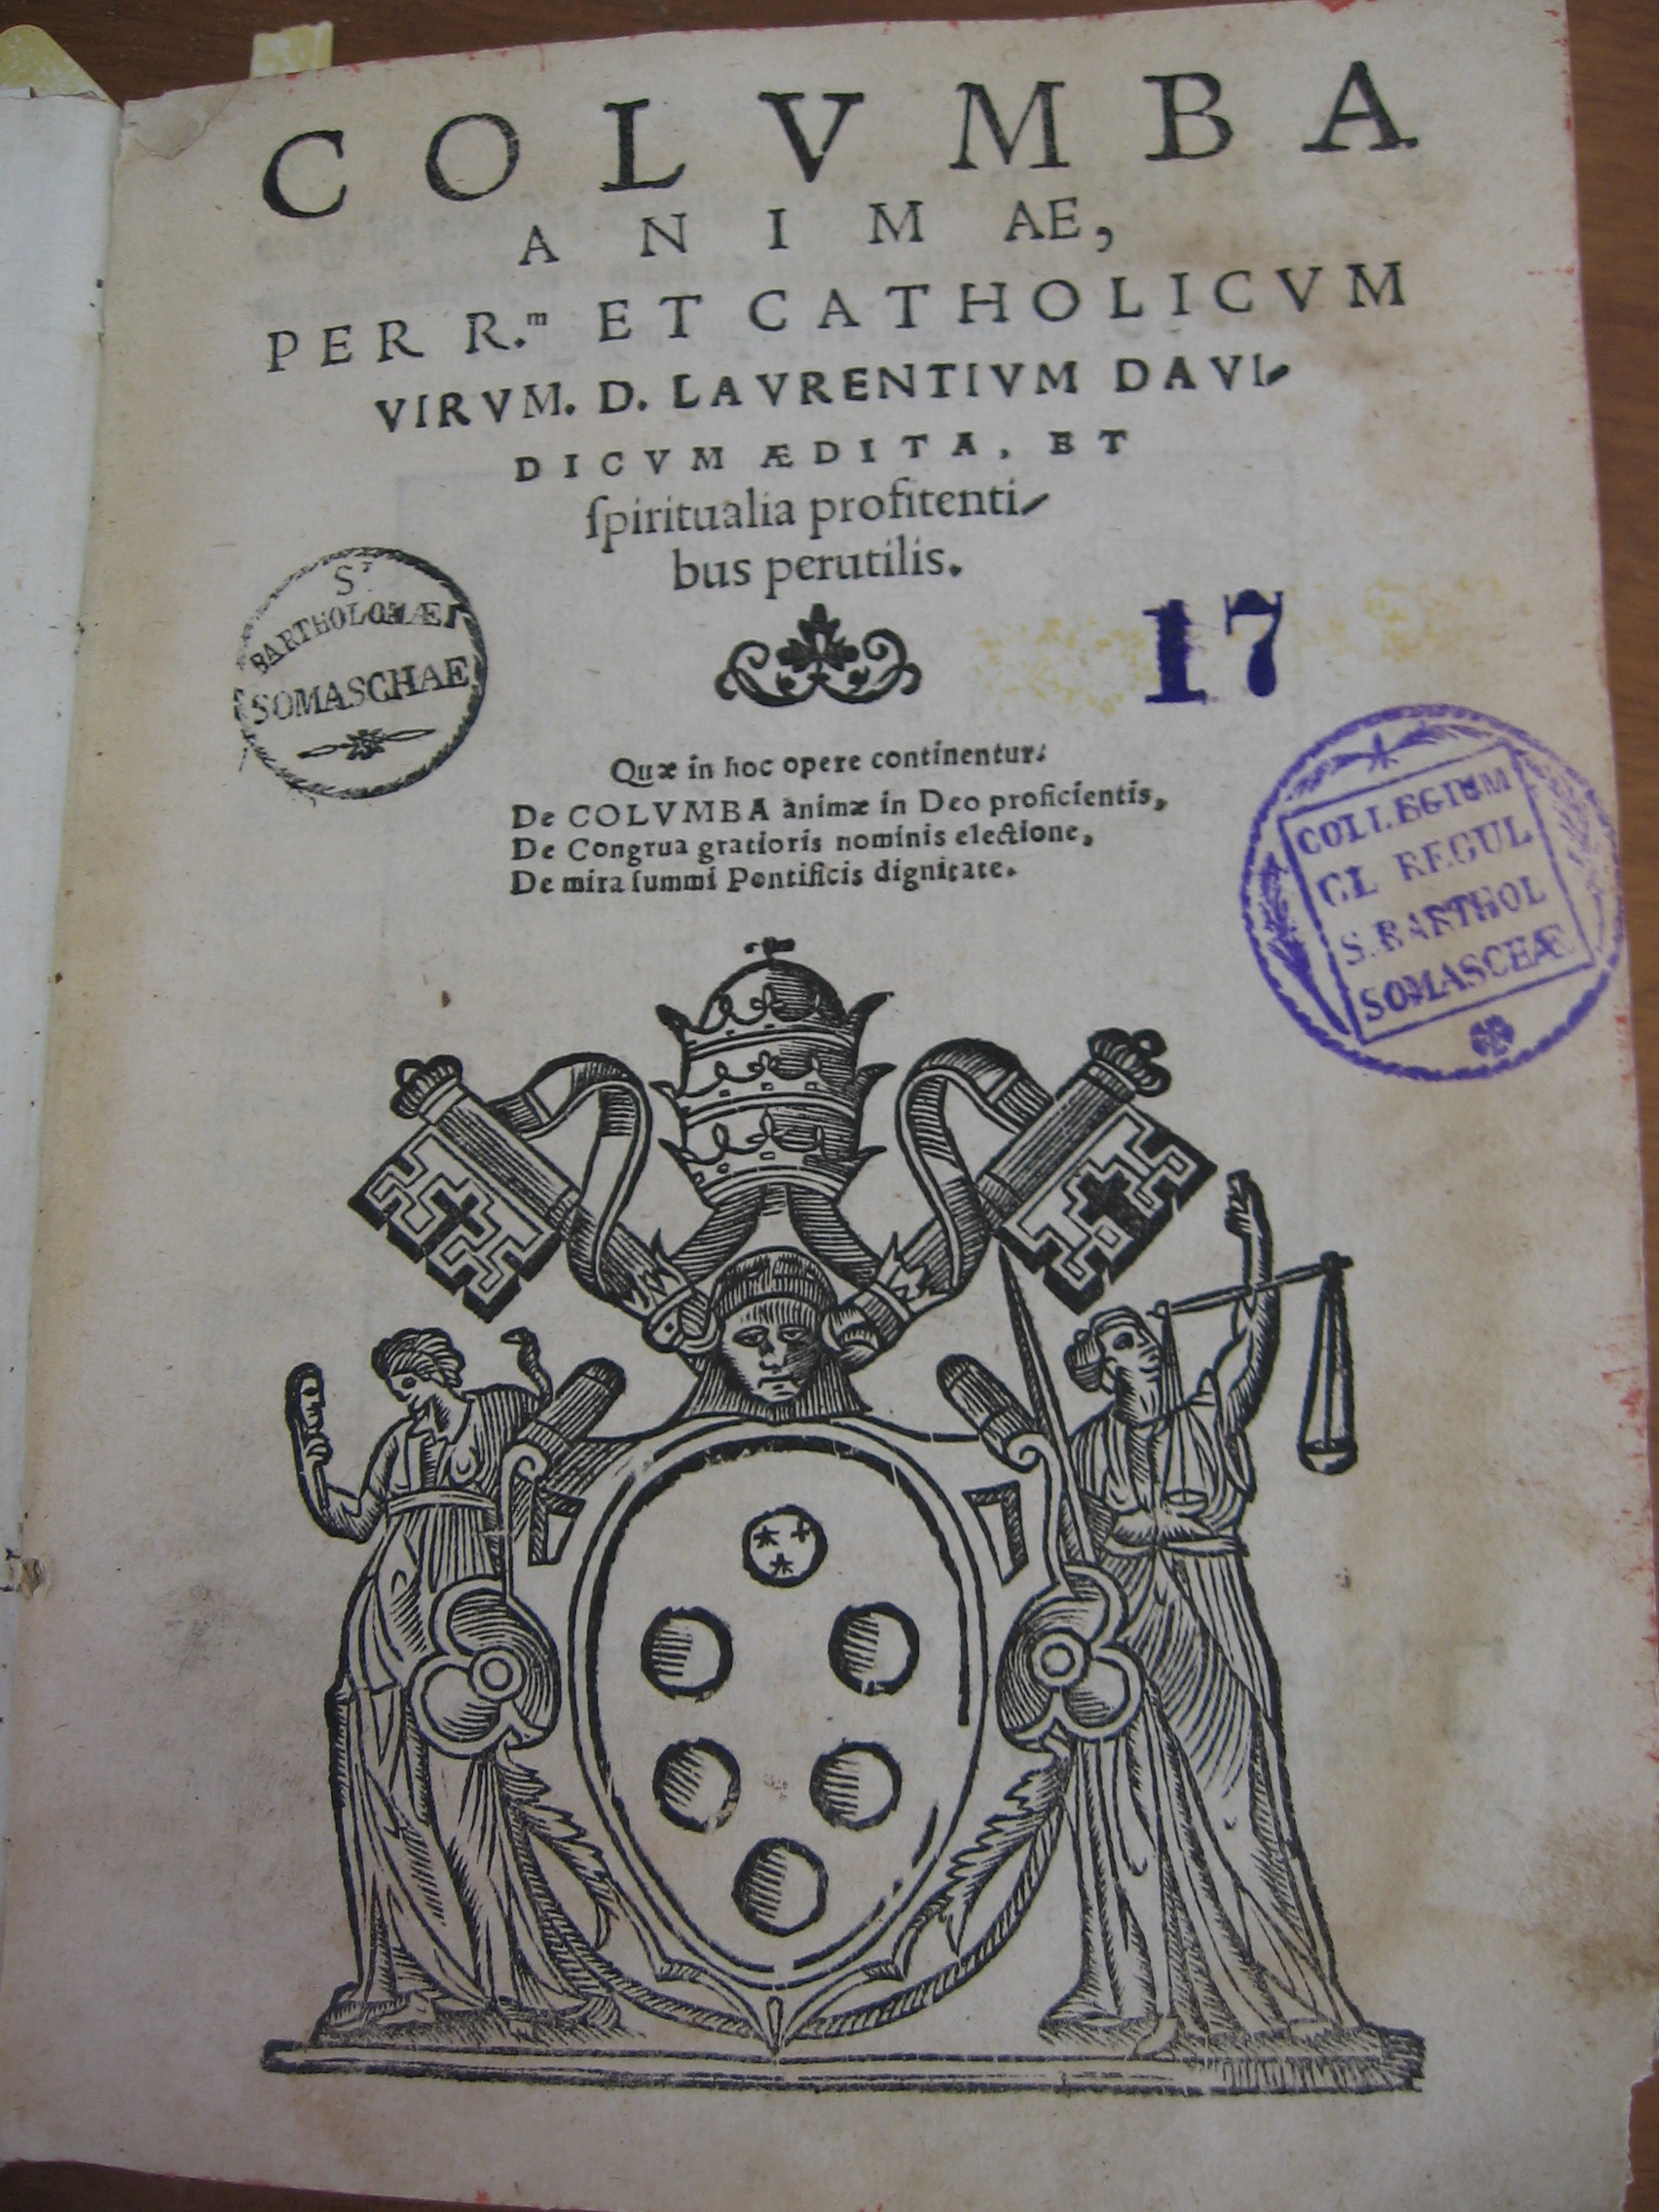 COLVMBA
ANIMAE,
PER R.m ET CATHOLICVM
VIRVM. D. LAVRENTIVM DAVI-
DICVM ÆDITA, ET
ſpiritualia profitenti-
bus perutilis.
S.
BARTHOLOMÆI
SOMASCHAE
17
Quæ in hoc opere continentur:
De COLVMBA animæ in Deo proficientis,
De Congrua gratioris nominis electione,
De mira ſummi Pontificis dignitate.
COLLEGIUM
CL REGUL
S. BARTHOL
SOMASCHÆ